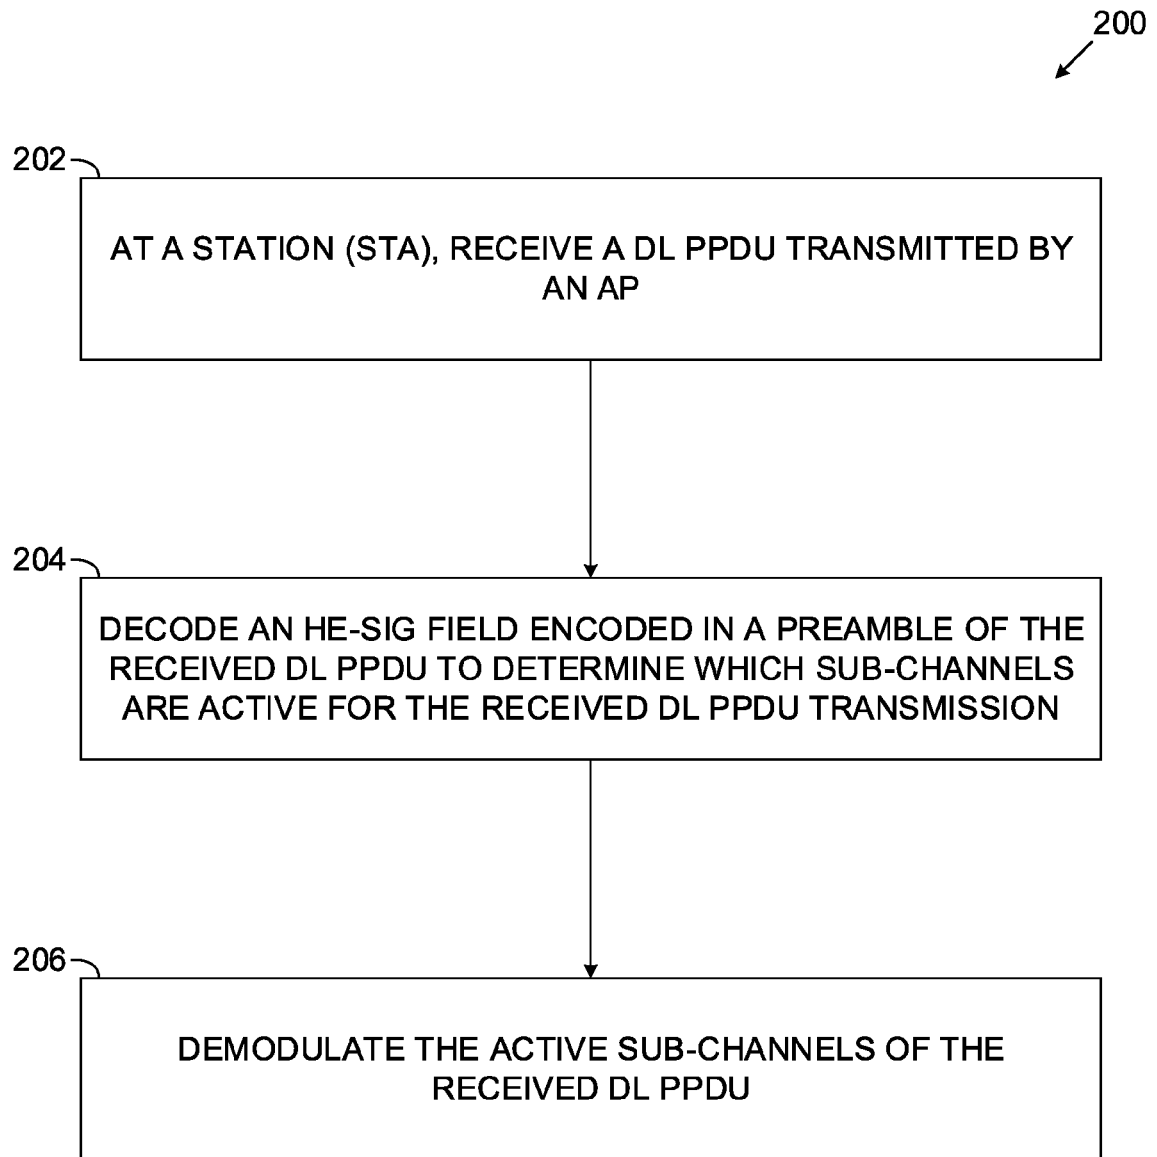 200
202
AT A STATION (STA), RECEIVE A DL PPDU TRANSMITTED BY
AN AP
204
DECODE AN HE-SIG FIELD ENCODED IN A PREAMBLE OF THE
RECEIVED DL PPDU TO DETERMINE WHICH SUB-CHANNELS
ARE ACTIVE FOR THE RECEIVED DL PPDU TRANSMISSION
206
DEMODULATE THE ACTIVE SUB-CHANNELS OF THE
RECEIVED DL PPDU